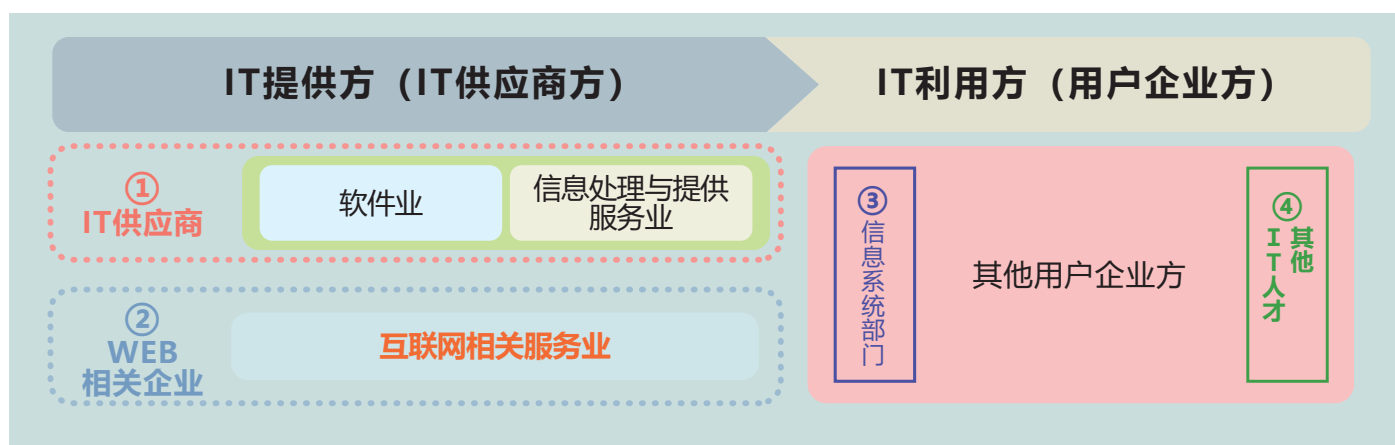 IT提供方（IT供应商方）
IT利用方（用户企业方）
①
IT供应商
软件业
信息处理与提供
服务业
②
WEB
相关企业
互联网相关服务业
③
信息系统部门
其他用户企业方
④
其他
IT人才